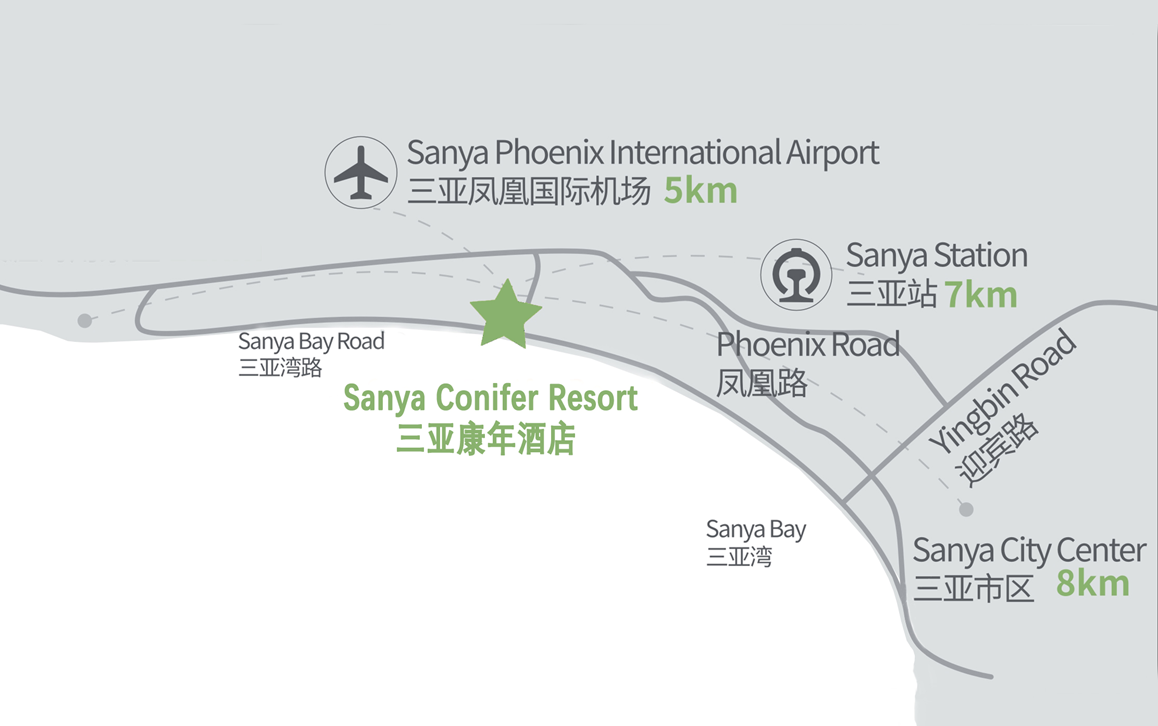 Sanya Phoenix International Airport
三亚凤凰国际机场 5km
Sanya Station
三亚站 7km
Phoenix Road
凤凰路
Sanya Bay Road
三亚湾路
Yingbin Road
迎宾路
Sanya Conifer Resort
三亚康年酒店
Sanya Bay
三亚湾
Sanya City Center
三亚市区 8km